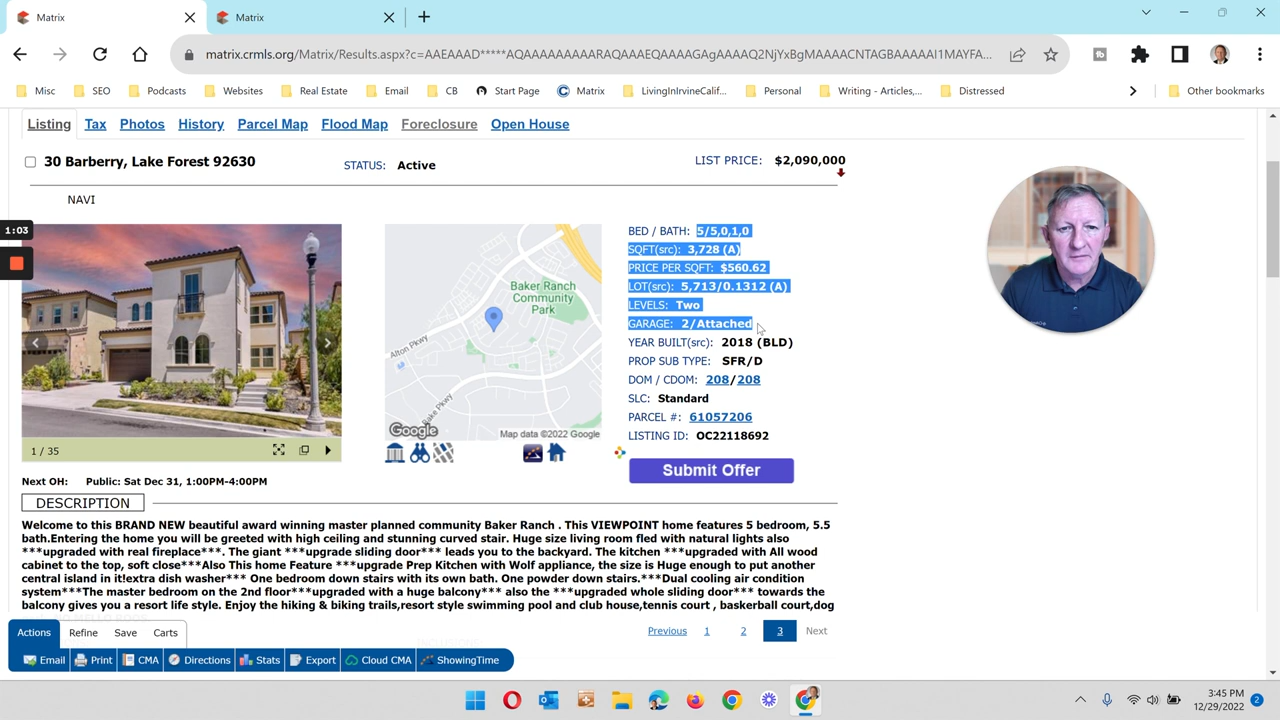 Matrix
Matrix
matrix.crmls.org/Matrix/Results.aspx?c=AAEAAAD*****AQAAAAAAAAARAQAAAEQAAAAGAgAAAAQ2NjYxBgMAAAACNTAGBAAAAAI1MAYFA...
Misc
SEO
Podcasts
Websites
Real Estate
Email
CB
Start Page
Matrix
LivingInIrvineCalif...
Personal
Writing - Articles,...
Distressed
Other bookmarks
Listing Tax Photos History Parcel Map Flood Map Foreclosure Open House
30 Barberry, Lake Forest 92630
STATUS: Active
LIST PRICE: $2,090,000
NAVI
1:03
BED / BATH: 5/5,0,1,0
SQFT(src): 3,728 (A)
PRICE PER SQFT: $560.62
LOT(src): 5,713/0.1312 (A)
LEVELS: Two
GARAGE: 2/Attached
YEAR BUILT(src): 2018 (BLD)
PROP SUB TYPE: SFR/D
DOM / CDOM: 208/208
SLC: Standard
PARCEL #: 61057206
LISTING ID: OC22118692
Submit Offer
Baker Ranch
Community
Park
Alton Pkwy
Google
Map data ©2022 Google
1 / 35
Next OH: Public: Sat Dec 31, 1:00PM-4:00PM
DESCRIPTION
Welcome to this BRAND NEW beautiful award winning master planned community Baker Ranch . This VIEWPOINT home features 5 bedroom, 5.5
bath.Entering the home you will be greeted with high ceiling and stunning curved stair. Huge size living room fled with natural lights also
***upgraded with real fireplace***. The giant ***upgrade sliding door*** leads you to the backyard. The kitchen ***upgraded with All wood
cabinet to the top, soft close***Also This home Feature ***upgrade Prep Kitchen with Wolf appliance, the size is Huge enough to put another
central island in it!extra dish washer*** One bedroom down stairs with its own bath. One powder down stairs.***Dual cooling air condition
system***The master bedroom on the 2nd floor***upgraded with a huge balcony*** also the ***upgraded whole sliding door*** towards the
balcony gives you a resort life style. Enjoy the hiking & biking trails,resort style swimming pool and club house,tennis court , baskerball court,dog
Actions Refine Save Carts
Previous 1 2 3 Next
Email Print CMA Directions Stats Export Cloud CMA ShowingTime
3:45 PM
12/29/2022
2